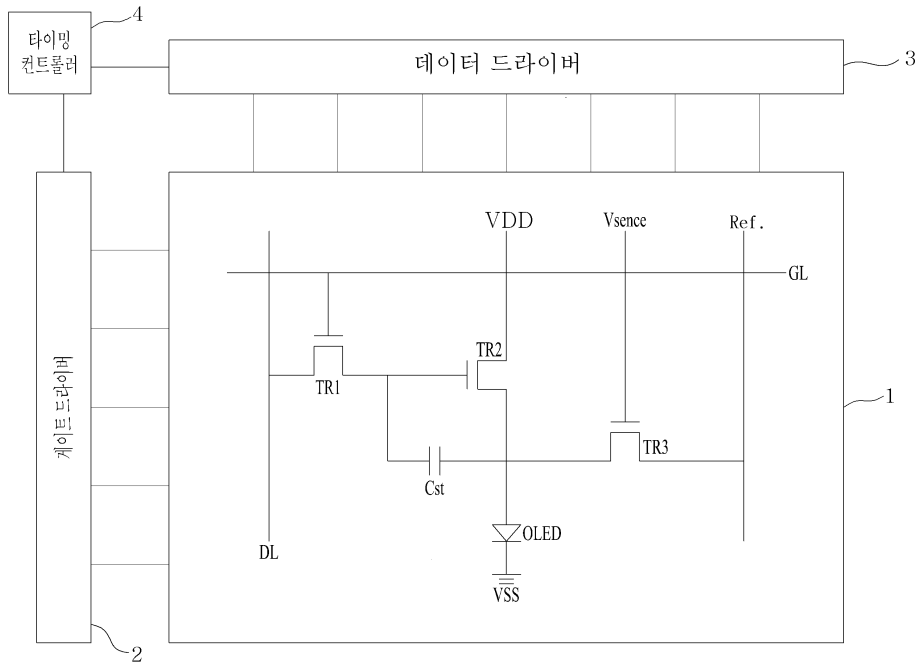 4
타이밍
컨트롤러
데이터 드라이버
3
VDD
Vsence
Ref.
GL
TR2
TR1
게이트 드라이버
1
TR3
Cst
OLED
DL
VSS
2